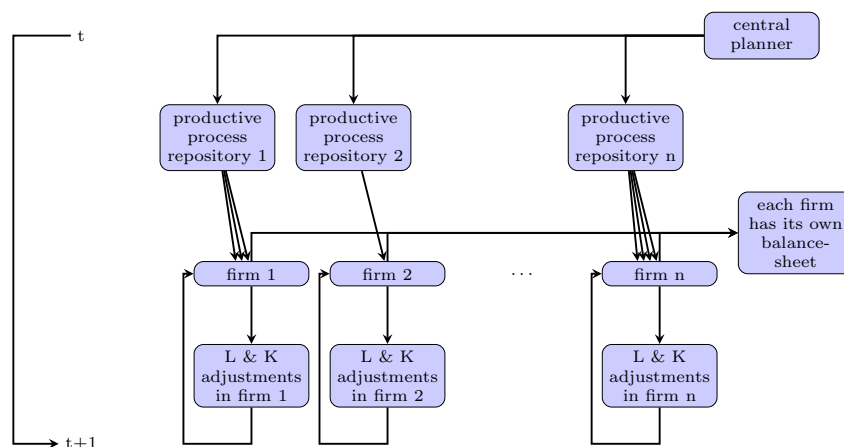 t
central
planner
productive
process
repository 1
productive
process
repository 2
productive
process
repository n
each firm
has its own
balance-
sheet
firm 1
firm 2
...
firm n
L & K
adjustments
in firm 1
L & K
adjustments
in firm 2
L & K
adjustments
in firm n
t+1